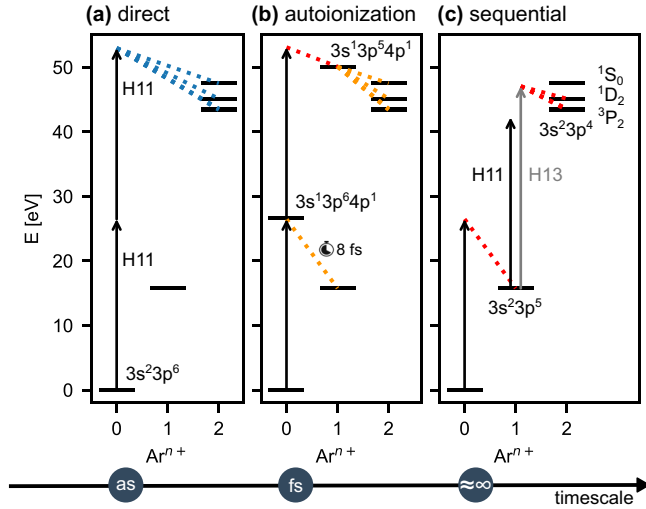 (a) direct
(b) autoionization
(c) sequential
E [eV]
50
40
30
20
10
0
H11
H11
3s²3p⁶
0 1 2
Arⁿ⁺
3s¹3p⁵4p¹
3s¹3p⁶4p¹
8 fs
0 1 2
Arⁿ⁺
¹S₀
¹D₂
³P₂
3s²3p⁴
H11
H13
3s²3p⁵
0 1 2
Arⁿ⁺
as
fs
≈∞
timescale